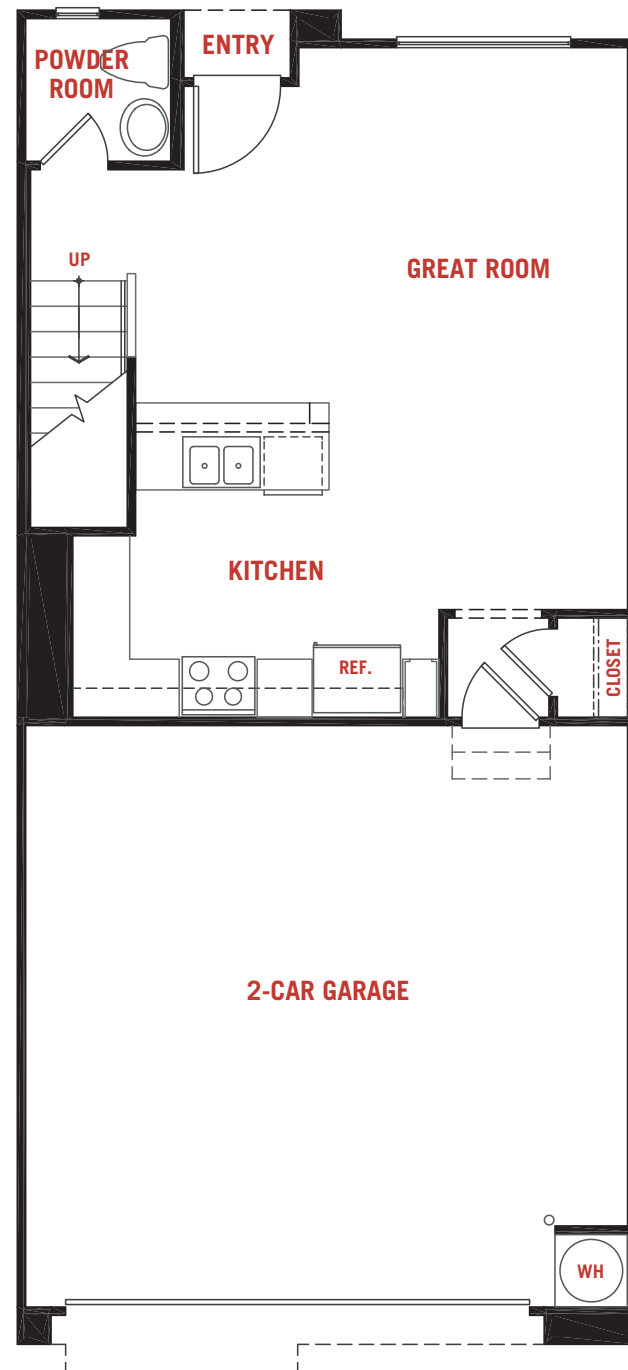 POWDER
ROOM
ENTRY
UP
GREAT ROOM
KITCHEN
REF.
CLOSET
2-CAR GARAGE
WH